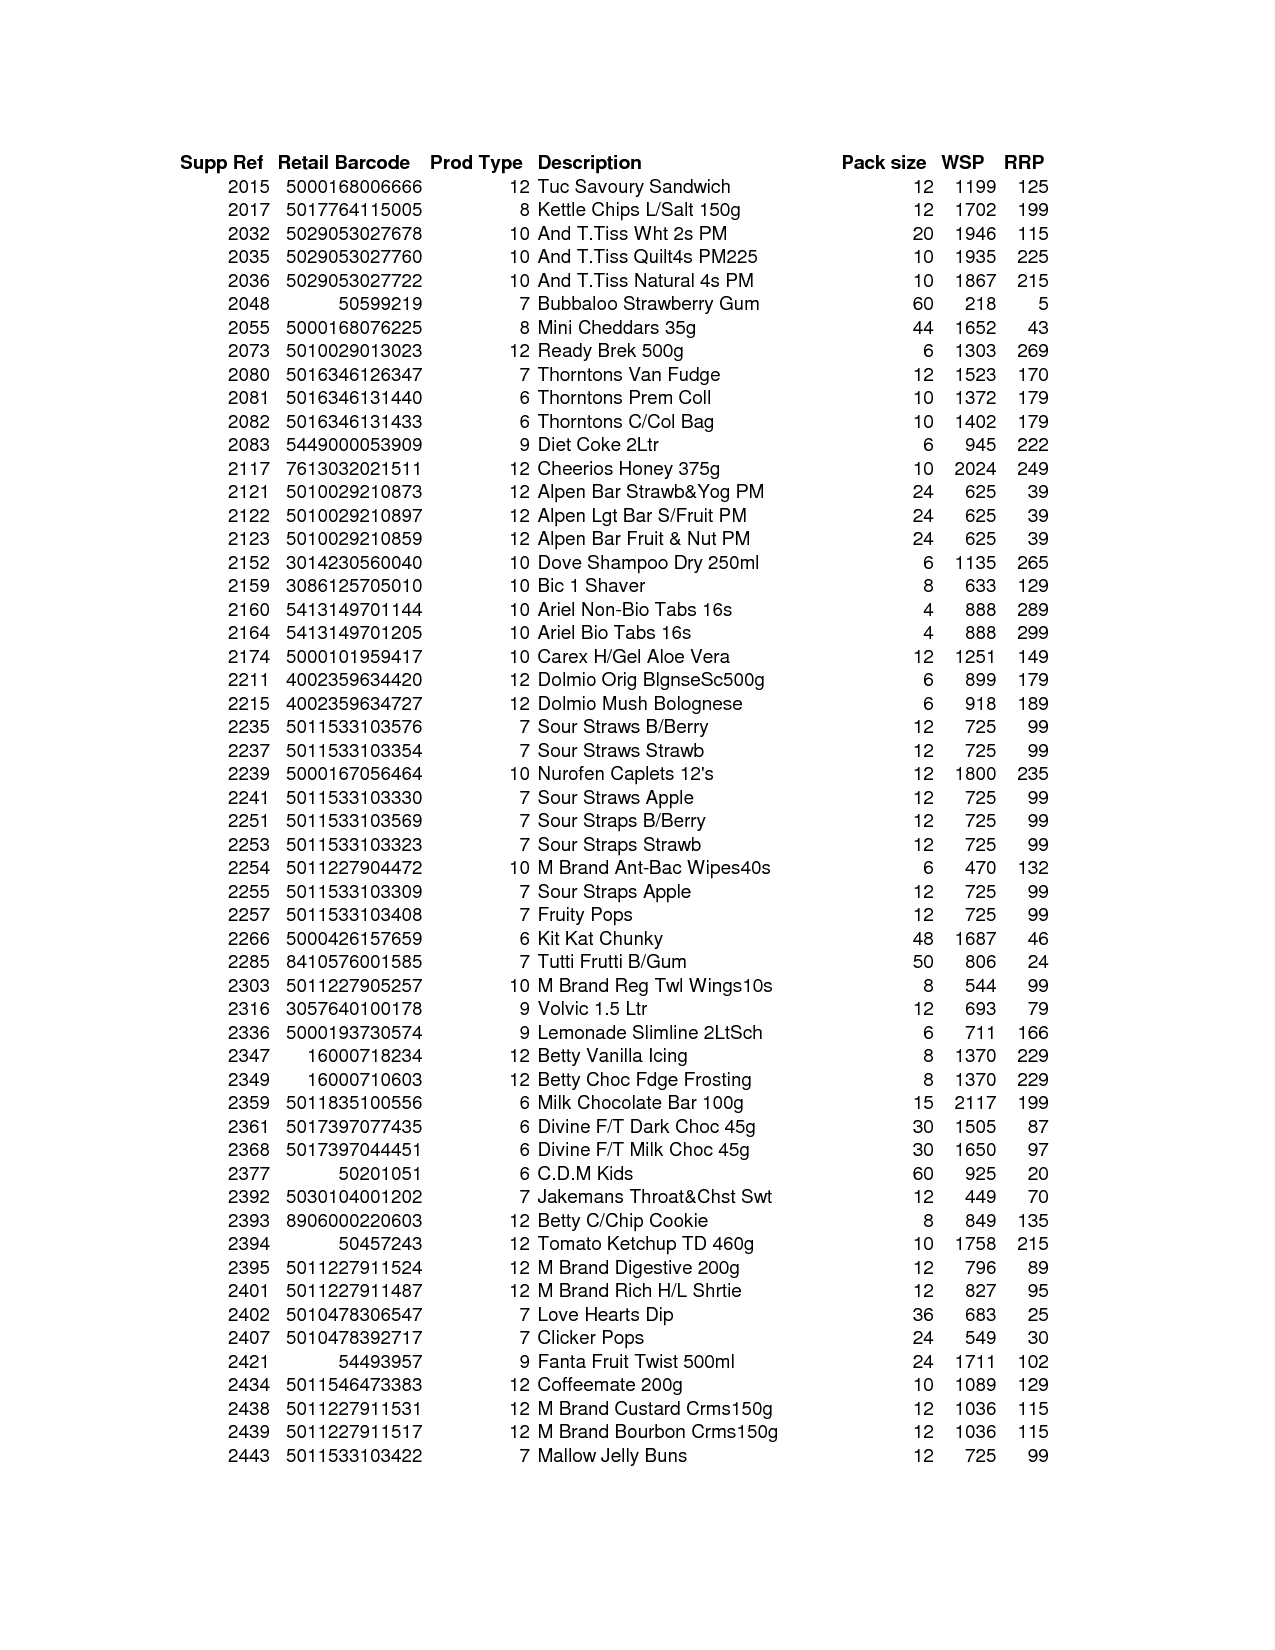 Supp Ref Retail Barcode Prod Type Description Pack size WSP RRP
2015 5000168006666 12 Tuc Savoury Sandwich 12 1199 125
2017 5017764115005 8 Kettle Chips L/Salt 150g 12 1702 199
2032 5029053027678 10 And T.Tiss Wht 2s PM 20 1946 115
2035 5029053027760 10 And T.Tiss Quilt4s PM225 10 1935 225
2036 5029053027722 10 And T.Tiss Natural 4s PM 10 1867 215
2048 50599219 7 Bubbaloo Strawberry Gum 60 218 5
2055 5000168076225 8 Mini Cheddars 35g 44 1652 43
2073 5010029013023 12 Ready Brek 500g 6 1303 269
2080 5016346126347 7 Thorntons Van Fudge 12 1523 170
2081 5016346131440 6 Thorntons Prem Coll 10 1372 179
2082 5016346131433 6 Thorntons C/Col Bag 10 1402 179
2083 5449000053909 9 Diet Coke 2Ltr 6 945 222
2117 7613032021511 12 Cheerios Honey 375g 10 2024 249
2121 5010029210873 12 Alpen Bar Strawb&Yog PM 24 625 39
2122 5010029210897 12 Alpen Lgt Bar S/Fruit PM 24 625 39
2123 5010029210859 12 Alpen Bar Fruit & Nut PM 24 625 39
2152 3014230560040 10 Dove Shampoo Dry 250ml 6 1135 265
2159 3086125705010 10 Bic 1 Shaver 8 633 129
2160 5413149701144 10 Ariel Non-Bio Tabs 16s 4 888 289
2164 5413149701205 10 Ariel Bio Tabs 16s 4 888 299
2174 5000101959417 10 Carex H/Gel Aloe Vera 12 1251 149
2211 4002359634420 12 Dolmio Orig BlgnseSc500g 6 899 179
2215 4002359634727 12 Dolmio Mush Bolognese 6 918 189
2235 5011533103576 7 Sour Straws B/Berry 12 725 99
2237 5011533103354 7 Sour Straws Strawb 12 725 99
2239 5000167056464 10 Nurofen Caplets 12's 12 1800 235
2241 5011533103330 7 Sour Straws Apple 12 725 99
2251 5011533103569 7 Sour Straps B/Berry 12 725 99
2253 5011533103323 7 Sour Straps Strawb 12 725 99
2254 5011227904472 10 M Brand Ant-Bac Wipes40s 6 470 132
2255 5011533103309 7 Sour Straps Apple 12 725 99
2257 5011533103408 7 Fruity Pops 12 725 99
2266 5000426157659 6 Kit Kat Chunky 48 1687 46
2285 8410576001585 7 Tutti Frutti B/Gum 50 806 24
2303 5011227905257 10 M Brand Reg Twl Wings10s 8 544 99
2316 3057640100178 9 Volvic 1.5 Ltr 12 693 79
2336 5000193730574 9 Lemonade Slimline 2LtSch 6 711 166
2347 16000718234 12 Betty Vanilla Icing 8 1370 229
2349 16000710603 12 Betty Choc Fdge Frosting 8 1370 229
2359 5011835100556 6 Milk Chocolate Bar 100g 15 2117 199
2361 5017397077435 6 Divine F/T Dark Choc 45g 30 1505 87
2368 5017397044451 6 Divine F/T Milk Choc 45g 30 1650 97
2377 50201051 6 C.D.M Kids 60 925 20
2392 5030104001202 7 Jakemans Throat&Chst Swt 12 449 70
2393 8906000220603 12 Betty C/Chip Cookie 8 849 135
2394 50457243 12 Tomato Ketchup TD 460g 10 1758 215
2395 5011227911524 12 M Brand Digestive 200g 12 796 89
2401 5011227911487 12 M Brand Rich H/L Shrtie 12 827 95
2402 5010478306547 7 Love Hearts Dip 36 683 25
2407 5010478392717 7 Clicker Pops 24 549 30
2421 54493957 9 Fanta Fruit Twist 500ml 24 1711 102
2434 5011546473383 12 Coffeemate 200g 10 1089 129
2438 5011227911531 12 M Brand Custard Crms150g 12 1036 115
2439 5011227911517 12 M Brand Bourbon Crms150g 12 1036 115
2443 5011533103422 7 Mallow Jelly Buns 12 725 99